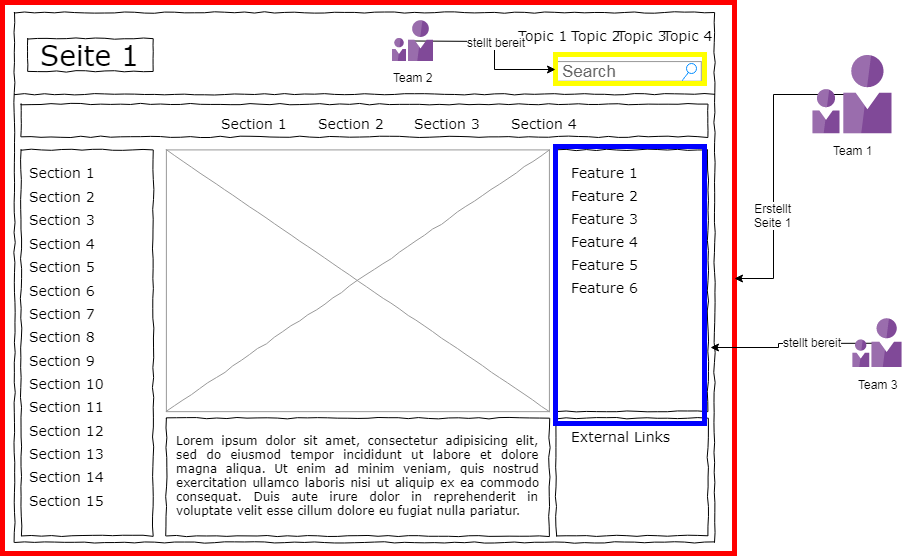 Seite 1
Team 2
stellt bereit
Topic 1 Topic 2 Topic 3 Topic 4
Search
Team 1
Section 1 Section 2 Section 3 Section 4
Section 1
Section 2
Section 3
Section 4
Section 5
Section 6
Section 7
Section 8
Section 9
Section 10
Section 11
Section 12
Section 13
Section 14
Section 15
Feature 1
Feature 2
Feature 3
Feature 4
Feature 5
Feature 6
Erstellt
Seite 1
stellt bereit
Team 3
Lorem ipsum dolor sit amet, consectetur adipisicing elit,
sed do eiusmod tempor incididunt ut labore et dolore
magna aliqua. Ut enim ad minim veniam, quis nostrud
exercitation ullamco laboris nisi ut aliquip ex ea commodo
consequat. Duis aute irure dolor in reprehenderit in
voluptate velit esse cillum dolore eu fugiat nulla pariatur.
External Links